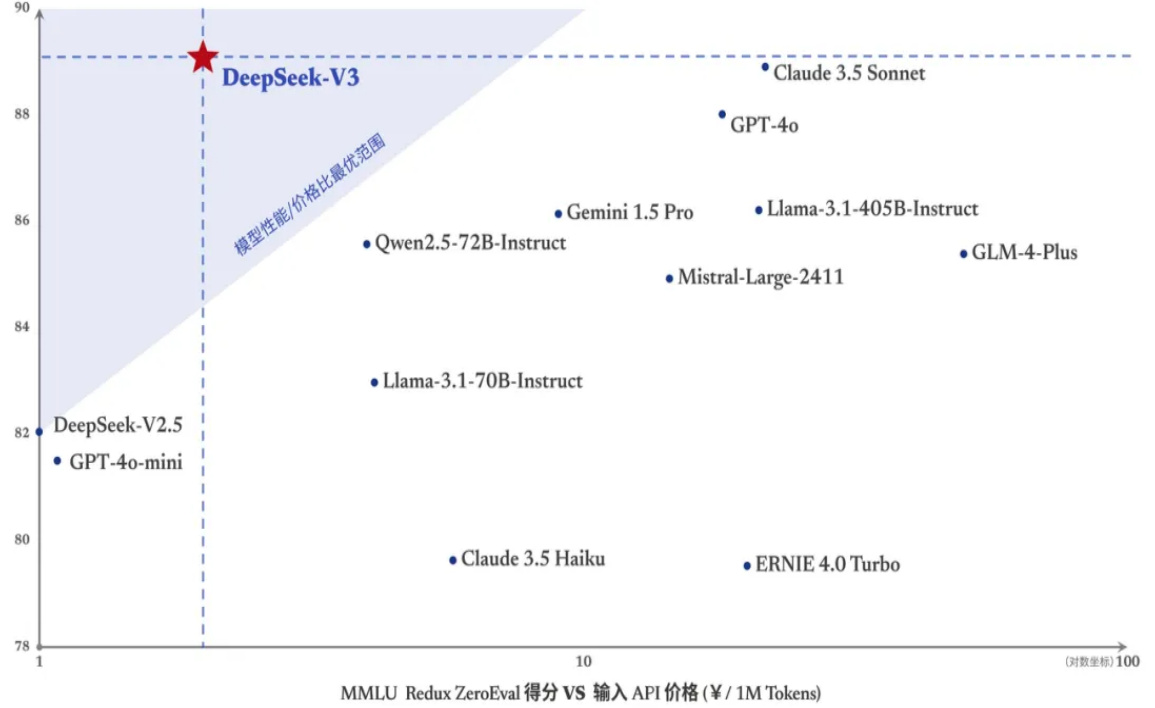 90
DeepSeek-V3
Claude 3.5 Sonnet
88
GPT-4o
模型性能/价格比最优范围
86
Gemini 1.5 Pro
Llama-3.1-405B-Instruct
Qwen2.5-72B-Instruct
GLM-4-Plus
Mistral-Large-2411
84
Llama-3.1-70B-Instruct
82
DeepSeek-V2.5
GPT-4o-mini
80
Claude 3.5 Haiku
ERNIE 4.0 Turbo
78
1
10
(对数坐标) 100
MMLU Redux ZeroEval 得分 VS 输入 API 价格 (¥/ 1M Tokens)